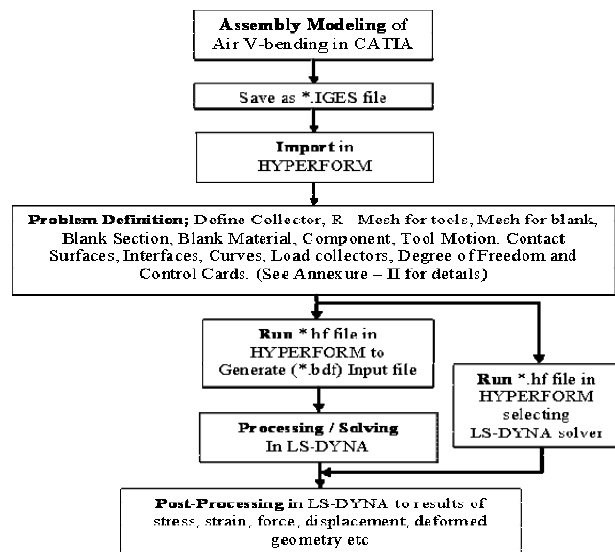 Assembly Modeling of
Air V-bending in CATIA
Save as *.IGES file
Import in
HYPERFORM
Problem Definition; Define Collector, R - Mesh for tools, Mesh for blank,
Blank Section, Blank Material, Component, Tool Motion. Contact
Surfaces, Interfaces, Curves, Load collectors, Degree of Freedom and
Control Cards. (See Annexure – II for details)
Run *hf file in
HYPERFORM to
Generate (*.bdf) Input file
Run *.hf file in
HYPERFORM
selecting
LS-DYNA solver
Processing / Solving
In LS-DYNA
Post-Processing in LS-DYNA to results of
stress, strain, force, displacement, deformed
geometry etc